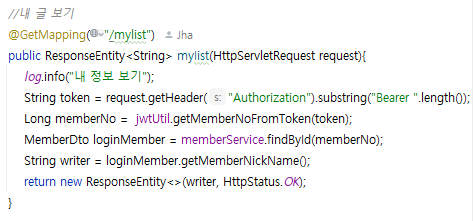 //내 글 보기
@GetMapping("/mylist") Jha
public ResponseEntity<String> mylist(HttpServletRequest request){
log.info("내 정보 보기");
String token = request.getHeader( s: "Authorization").substring("Bearer ".length());
Long memberNo = jwtUtil.getMemberNoFromToken(token);
MemberDto loginMember = memberService.findById(memberNo);
String writer = loginMember.getMemberNickName();
return new ResponseEntity<>(writer, HttpStatus.OK);
}